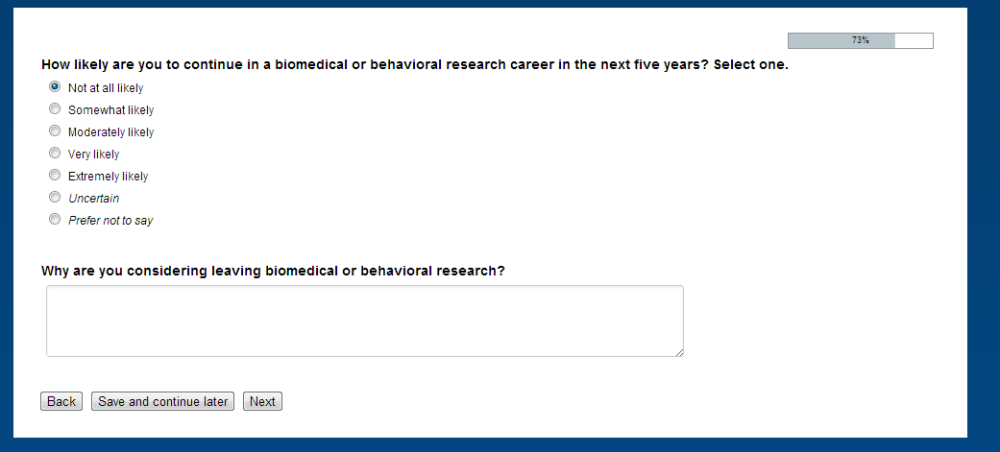 73%
How likely are you to continue in a biomedical or behavioral research career in the next five years? Select one.
Not at all likely
Somewhat likely
Moderately likely
Very likely
Extremely likely
Uncertain
Prefer not to say
Why are you considering leaving biomedical or behavioral research?
Back Save and continue later Next